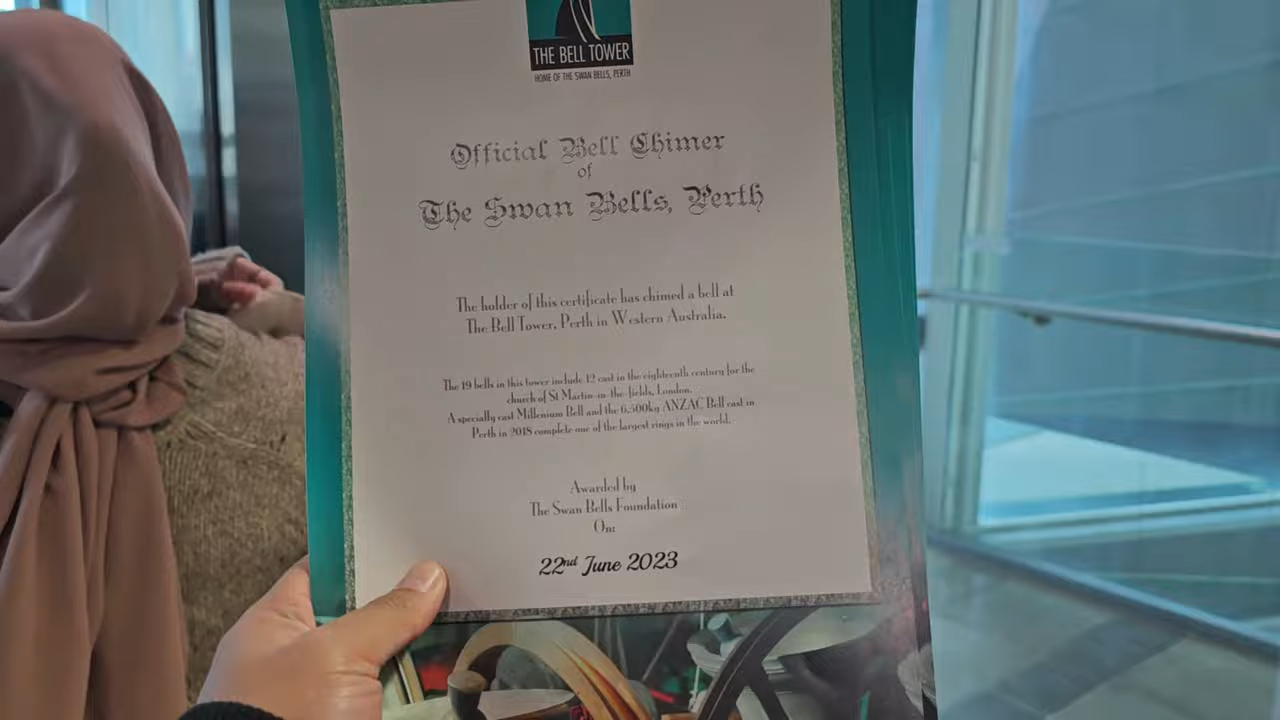 THE BELL TOWER
HOME OF THE SWAN BELLS, PERTH
Official Bell Chimer
of
The Swan Bells, Perth
The holder of this certificate has chimed a bell at
The Bell Tower, Perth in Western Australia.
The 19 bells in this tower include 12 cast in the eighteenth century for the
church of St Martin-in-the-fields, London.
A specially cast Millenium Bell and the 6,500kg ANZAC Bell cast in
Perth in 2018 complete one of the largest rings in the world.
Awarded by
The Swan Bells Foundation
On:
22nd June 2023